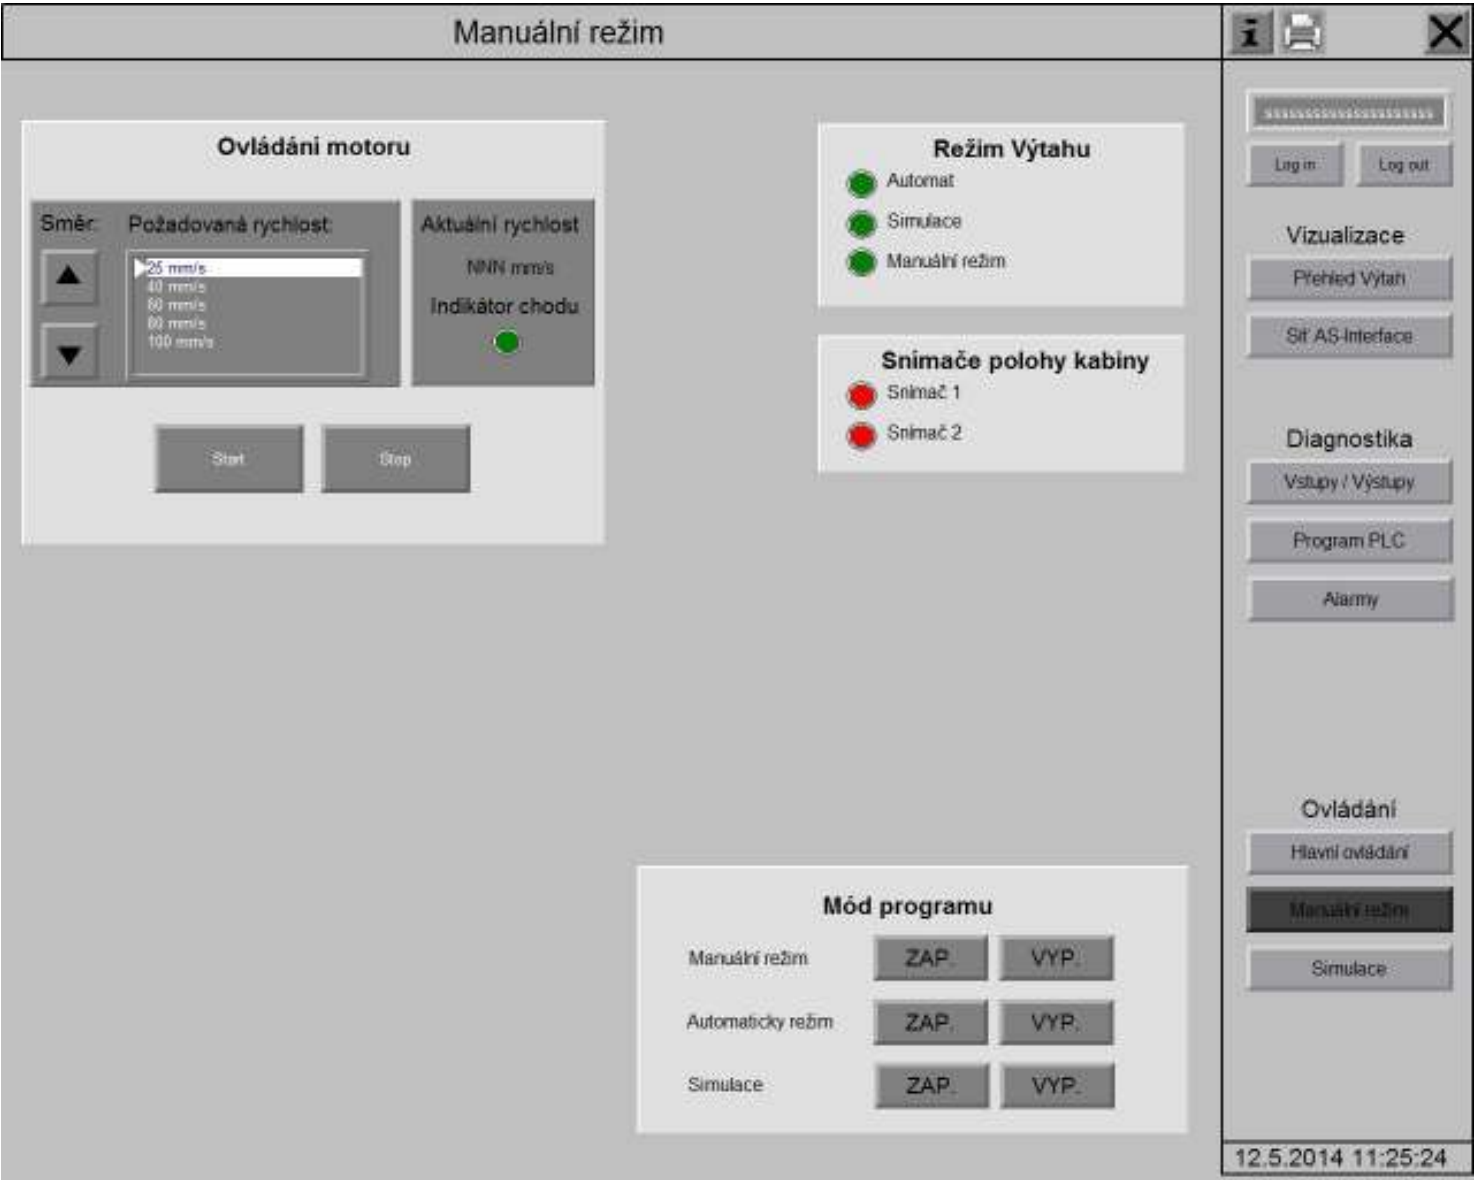 Manuální režim
Ovládáni motoru
Směr:
Požadovaná rychlost:
25 mm/s
40 mm/s
60 mm/s
80 mm/s
100 mm/s
Aktuální rychlost
NNN mm/s
Indikátor chodu
Start
Stop
Režim Výtahu
Automat
Simulace
Manuální režim
Snímače polohy kabiny
Snímač 1
Snímač 2
Mód programu
Manuální režim ZAP. VYP.
Automaticky režim ZAP. VYP.
Simulace ZAP. VYP.
i
Log in Log out
Vizualizace
Přehled Výtah
Síť AS-Interface
Diagnostika
Vstupy / Výstupy
Program PLC
Alarmy
Ovládání
Hlavní ovládání
Manuální režim
Simulace
12.5.2014 11:25:24